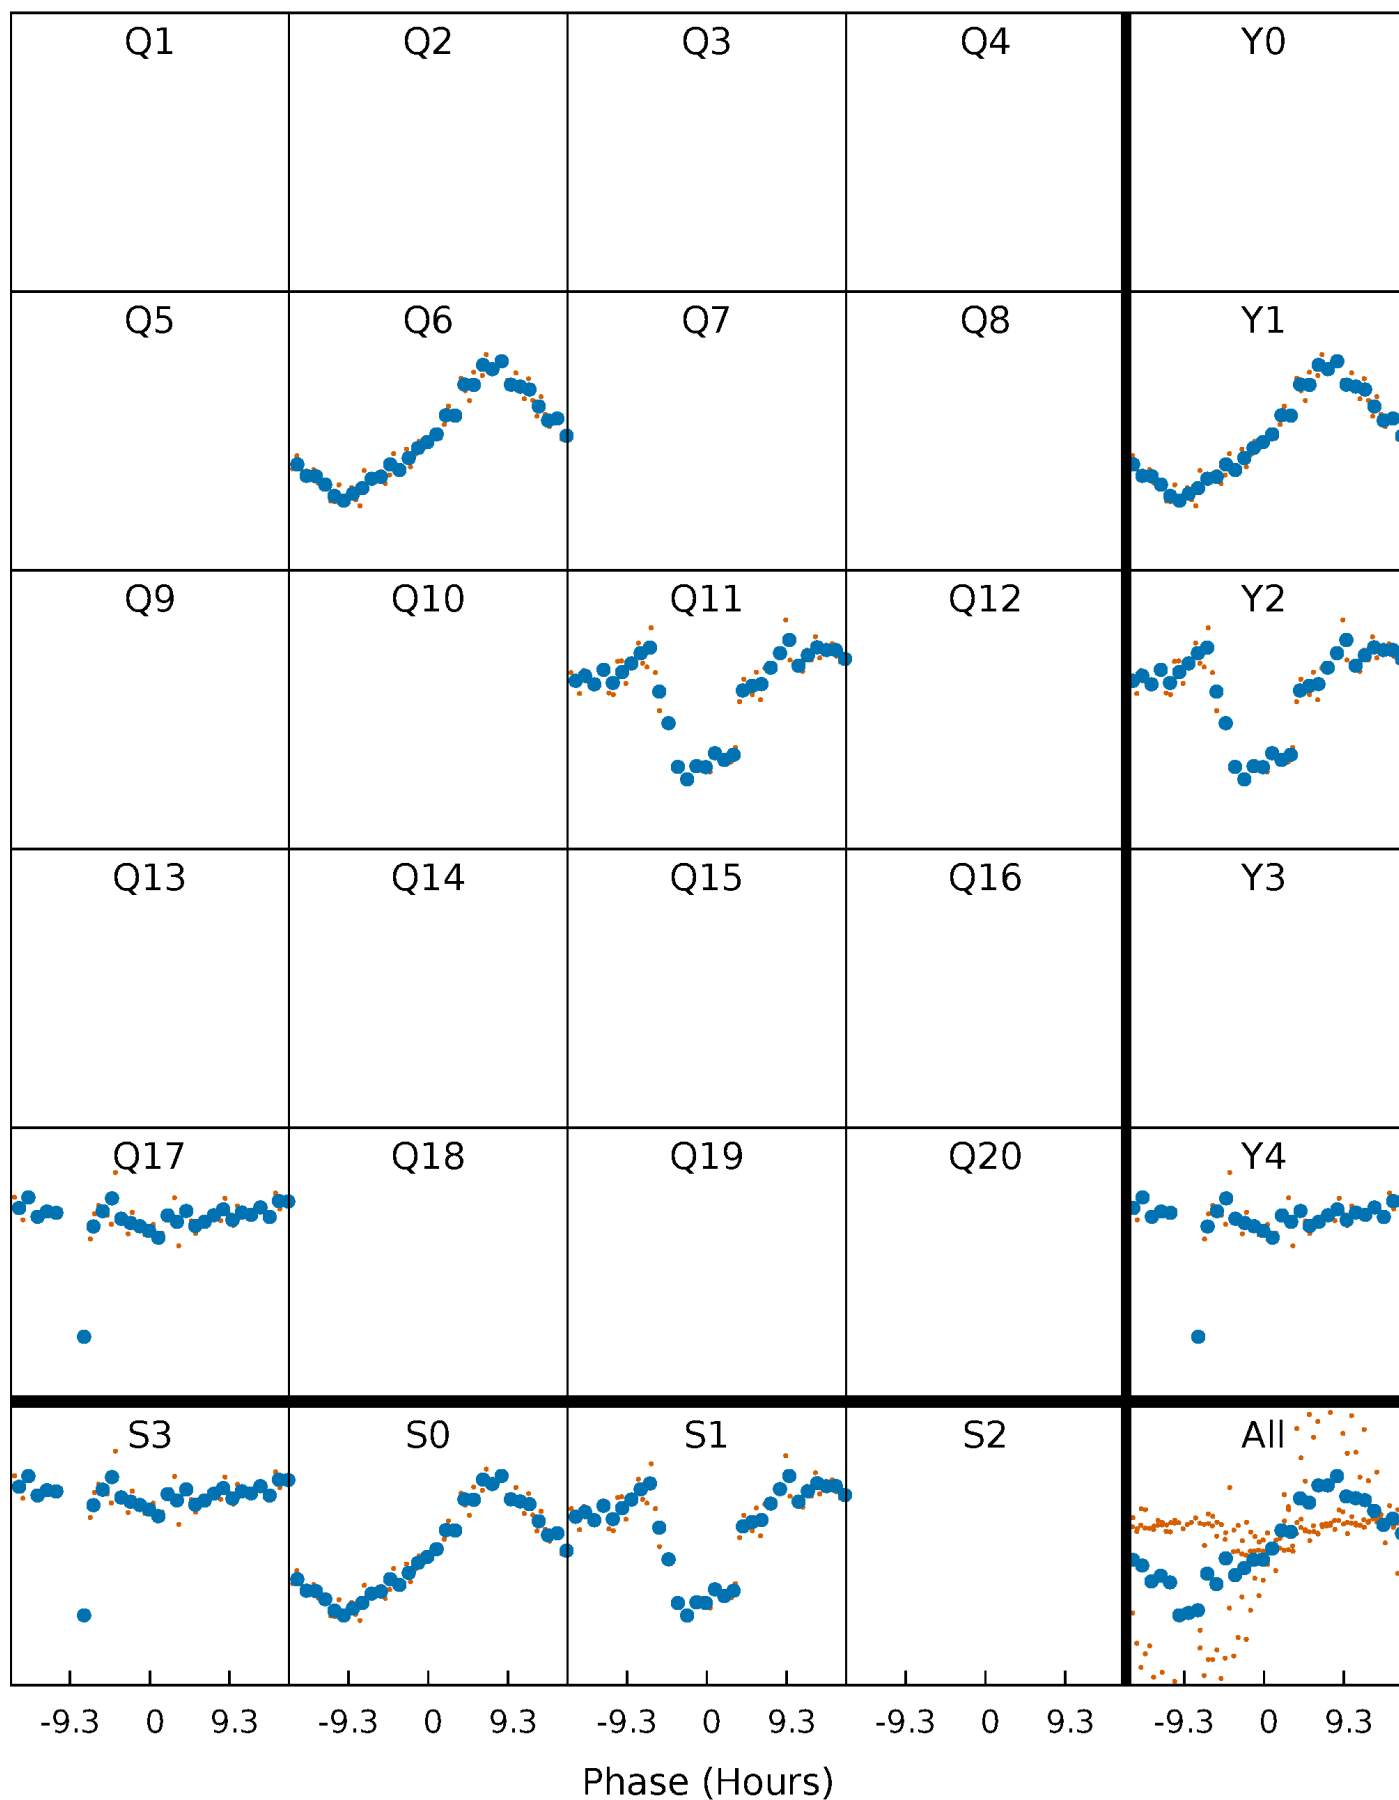 Q1 Q2 Q3 Q4 Y0
Q5 Q6 Q7 Q8 Y1
Q9 Q10 Q11 Q12 Y2
Q13 Q14 Q15 Q16 Y3
Q17 Q18 Q19 Q20 Y4
S3 S0 S1 S2 All
-9.3 0 9.3 -9.3 0 9.3 -9.3 0 9.3 -9.3 0 9.3 -9.3 0 9.3
Phase (Hours)